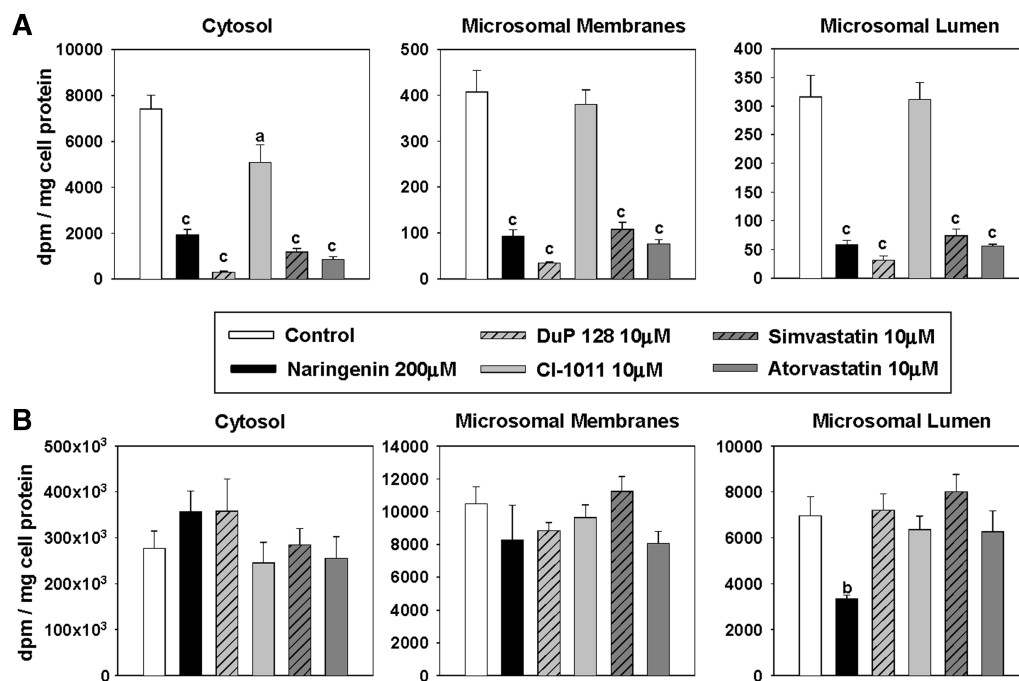 A
Cytosol
Microsomal Membranes
Microsomal Lumen
dpm / mg cell protein
10000
8000
6000
4000
2000
0
c
c
a
c
c
500
400
300
200
100
0
c
c
c
c
400
350
300
250
200
150
100
50
0
c
c
c
c
Control
DuP 128 10μM
Simvastatin 10μM
Naringenin 200μM
CI-1011 10μM
Atorvastatin 10μM
B
Cytosol
Microsomal Membranes
Microsomal Lumen
dpm / mg cell protein
500x10³
400x10³
300x10³
200x10³
100x10³
0
14000
12000
10000
8000
6000
4000
2000
0
10000
8000
6000
4000
2000
0
b